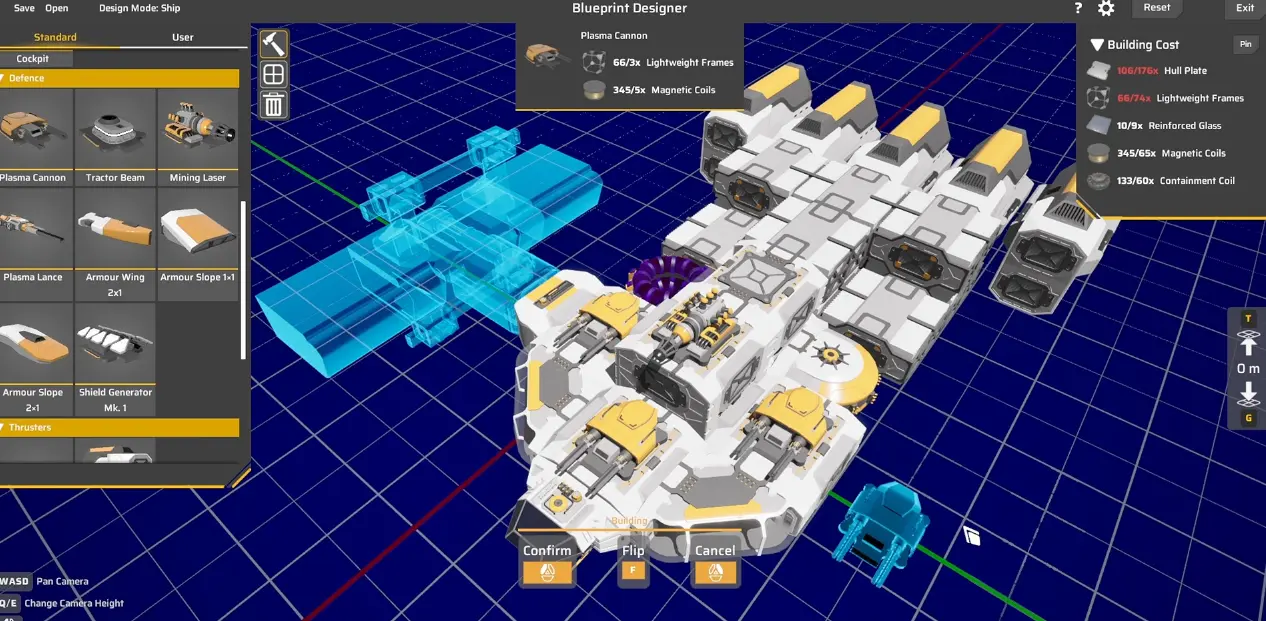 Save Open Design Mode: Ship
Blueprint Designer
? Reset Exit
Standard User
Cockpit
Defence
Plasma Cannon Tractor Beam Mining Laser
Plasma Lance Armour Wing 2x1 Armour Slope 1×1
Armour Slope 2×1 Shield Generator Mk. 1
Thrusters
Plasma Cannon
66/3x Lightweight Frames
345/5x Magnetic Coils
Building Cost Pin
106/176x Hull Plate
66/74x Lightweight Frames
10/9x Reinforced Glass
345/65x Magnetic Coils
133/60x Containment Coil
T
0 m
G
Building
Confirm Flip Cancel
F
WASD Pan Camera
Q/E Change Camera Height